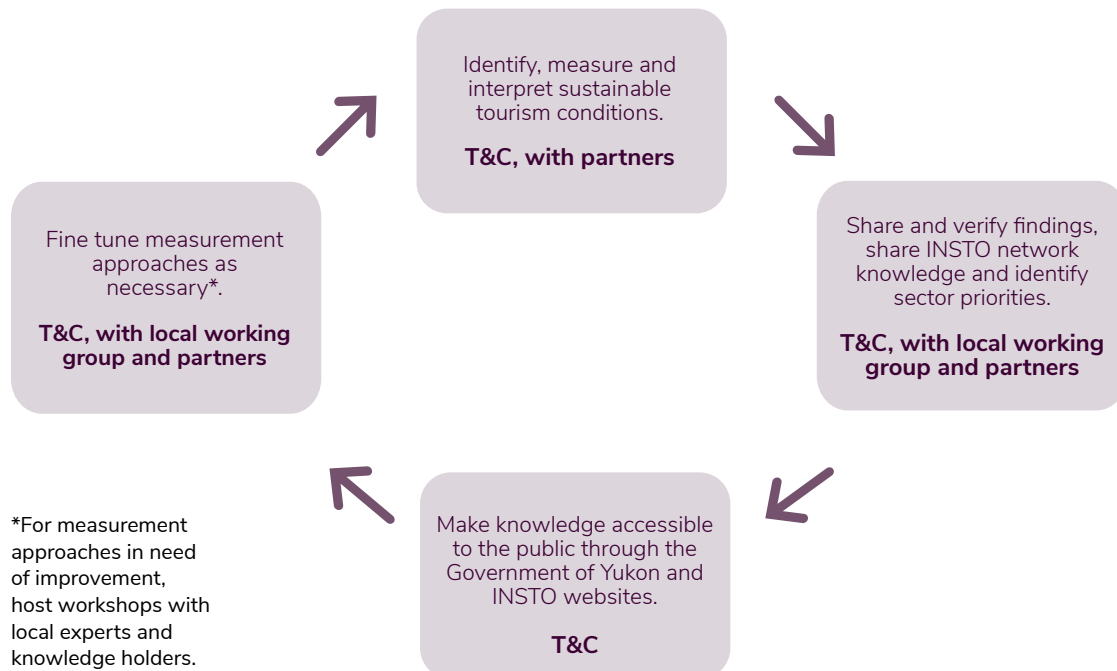 Identify, measure and
interpret sustainable
tourism conditions.
T&C, with partners
Share and verify findings,
share INSTO network
knowledge and identify
sector priorities.
T&C, with local working
group and partners
Make knowledge accessible
to the public through the
Government of Yukon and
INSTO websites.
T&C
Fine tune measurement
approaches as
necessary*.
T&C, with local working
group and partners
*For measurement
approaches in need
of improvement,
host workshops with
local experts and
knowledge holders.